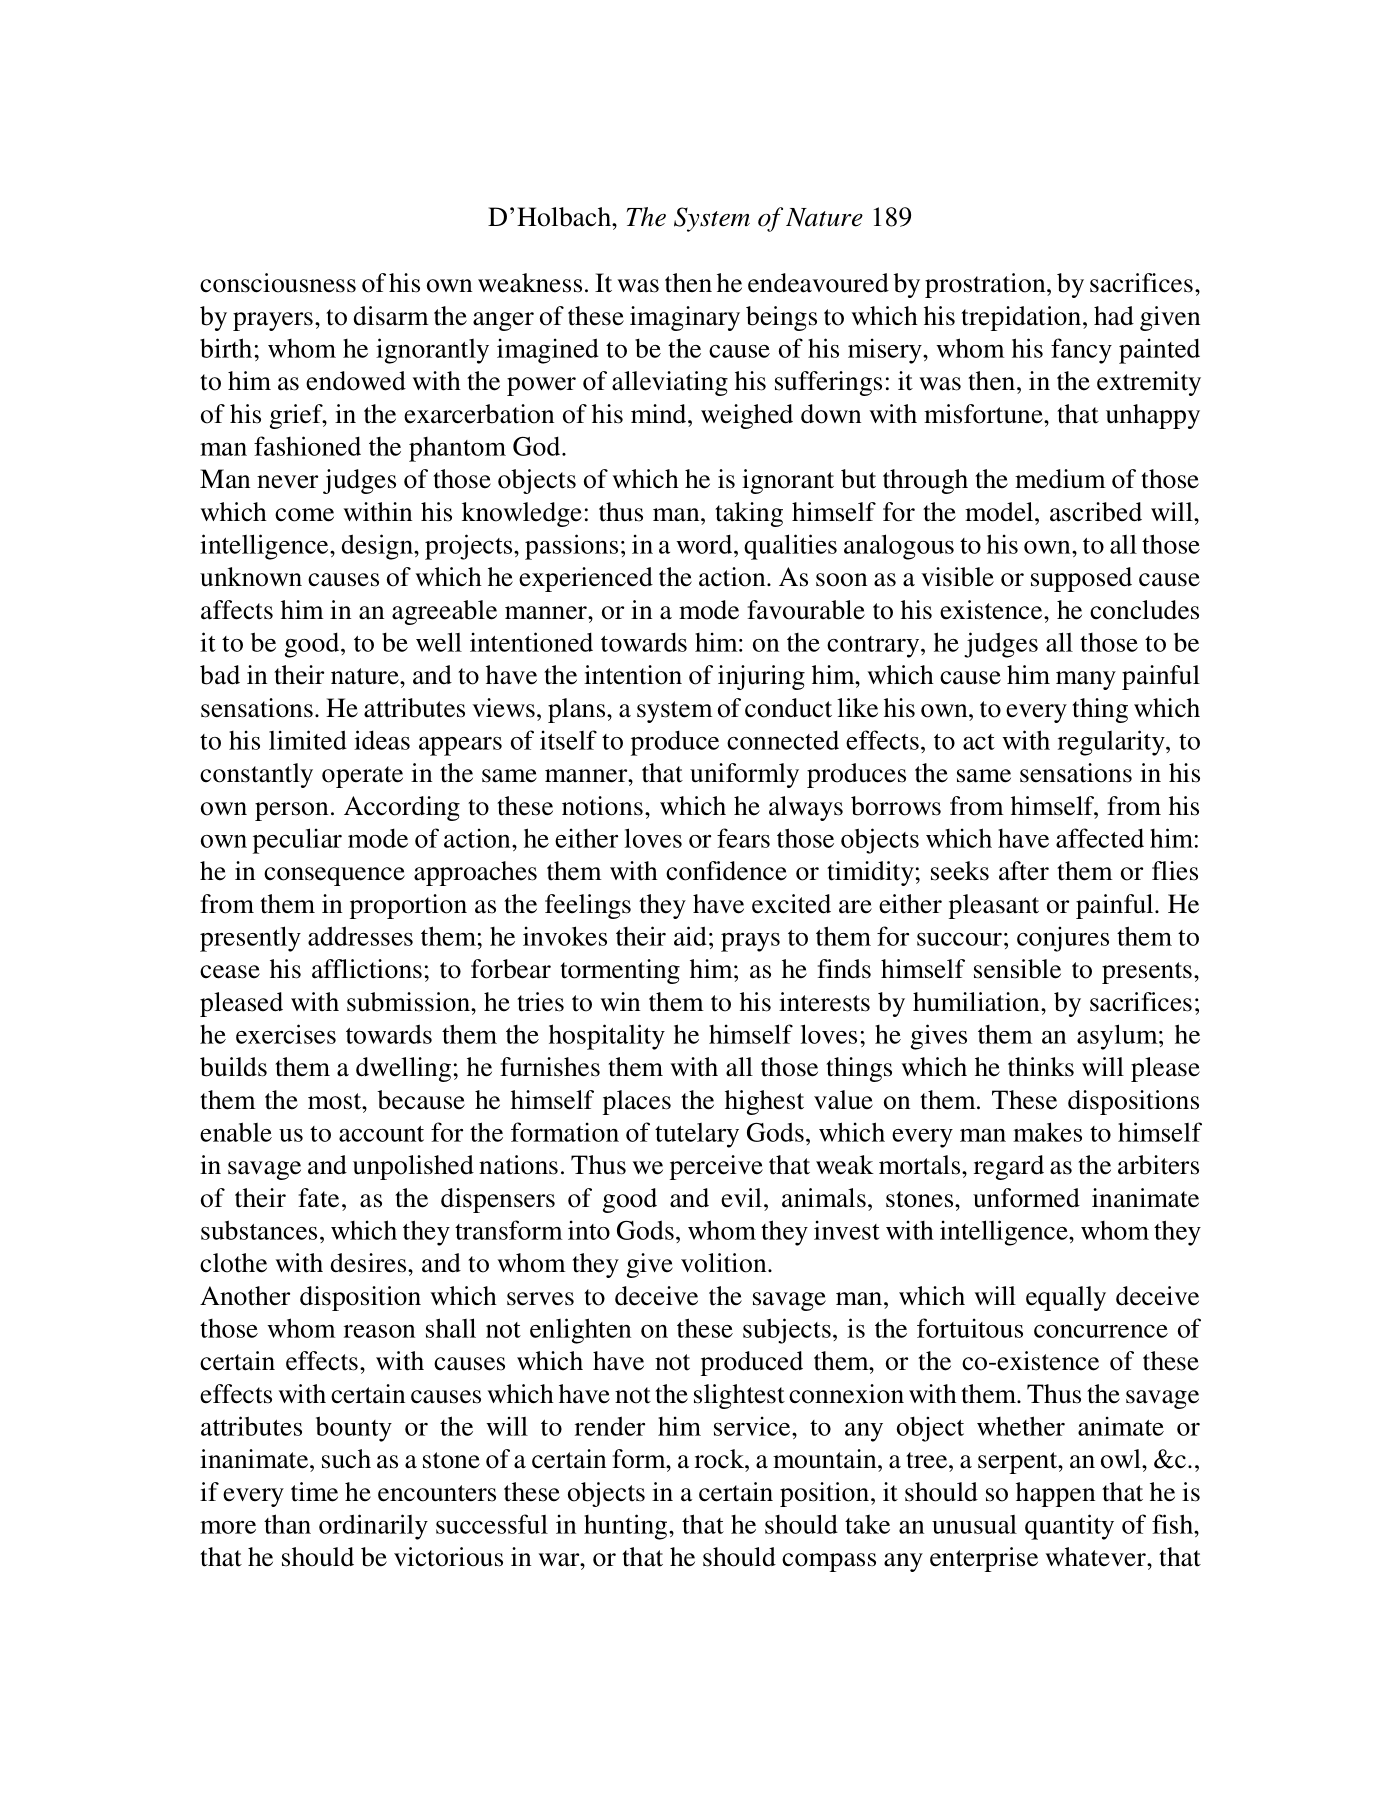 D’Holbach, The System of Nature 189
consciousness of his own weakness. It was then he endeavoured by prostration, by sacrifices,
by prayers, to disarm the anger of these imaginary beings to which his trepidation, had given
birth; whom he ignorantly imagined to be the cause of his misery, whom his fancy painted
to him as endowed with the power of alleviating his sufferings: it was then, in the extremity
of his grief, in the exarcerbation of his mind, weighed down with misfortune, that unhappy
man fashioned the phantom God.
Man never judges of those objects of which he is ignorant but through the medium of those
which come within his knowledge: thus man, taking himself for the model, ascribed will,
intelligence, design, projects, passions; in a word, qualities analogous to his own, to all those
unknown causes of which he experienced the action. As soon as a visible or supposed cause
affects him in an agreeable manner, or in a mode favourable to his existence, he concludes
it to be good, to be well intentioned towards him: on the contrary, he judges all those to be
bad in their nature, and to have the intention of injuring him, which cause him many painful
sensations. He attributes views, plans, a system of conduct like his own, to every thing which
to his limited ideas appears of itself to produce connected effects, to act with regularity, to
constantly operate in the same manner, that uniformly produces the same sensations in his
own person. According to these notions, which he always borrows from himself, from his
own peculiar mode of action, he either loves or fears those objects which have affected him:
he in consequence approaches them with confidence or timidity; seeks after them or flies
from them in proportion as the feelings they have excited are either pleasant or painful. He
presently addresses them; he invokes their aid; prays to them for succour; conjures them to
cease his afflictions; to forbear tormenting him; as he finds himself sensible to presents,
pleased with submission, he tries to win them to his interests by humiliation, by sacrifices;
he exercises towards them the hospitality he himself loves; he gives them an asylum; he
builds them a dwelling; he furnishes them with all those things which he thinks will please
them the most, because he himself places the highest value on them. These dispositions
enable us to account for the formation of tutelary Gods, which every man makes to himself
in savage and unpolished nations. Thus we perceive that weak mortals, regard as the arbiters
of their fate, as the dispensers of good and evil, animals, stones, unformed inanimate
substances, which they transform into Gods, whom they invest with intelligence, whom they
clothe with desires, and to whom they give volition.
Another disposition which serves to deceive the savage man, which will equally deceive
those whom reason shall not enlighten on these subjects, is the fortuitous concurrence of
certain effects, with causes which have not produced them, or the co-existence of these
effects with certain causes which have not the slightest connexion with them. Thus the savage
attributes bounty or the will to render him service, to any object whether animate or
inanimate, such as a stone of a certain form, a rock, a mountain, a tree, a serpent, an owl, &c.,
if every time he encounters these objects in a certain position, it should so happen that he is
more than ordinarily successful in hunting, that he should take an unusual quantity of fish,
that he should be victorious in war, or that he should compass any enterprise whatever, that